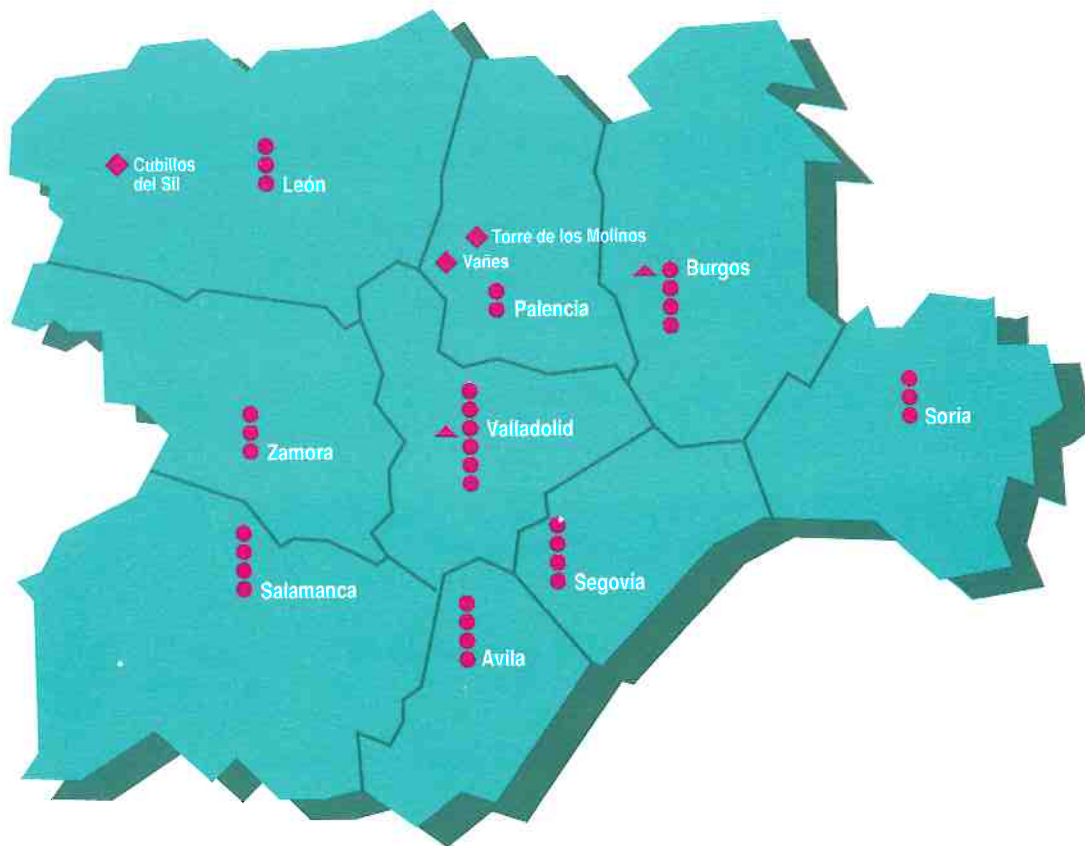 Cubillos
del Sil
León
Torre de los Molinos
Vañes
Burgos
Palencia
Soria
Valladolid
Zamora
Segovia
Salamanca
Avila